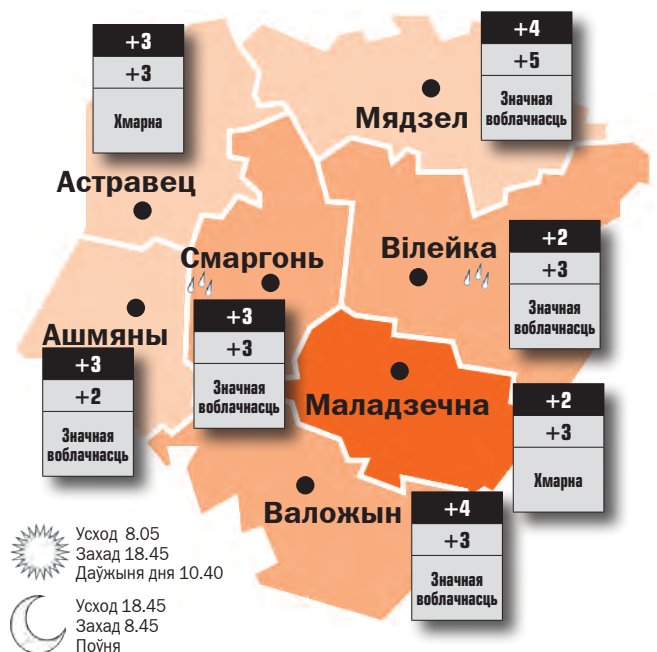 +3
+3
Хмарна
+4
+5
Значная
воблачнасць
Мядзел
Астравец
Смаргонь
Вілейка
+2
+3
Значная
воблачнасць
Ашмяны
+3
+2
Значная
воблачнасць
+3
+3
Значная
воблачнасць
Маладзечна
+2
+3
Хмарна
Валожын
+4
+3
Значная
воблачнасць
Усход 8.05
Захад 18.45
Даўжыня дня 10.40
Усход 18.45
Захад 8.45
Поўня